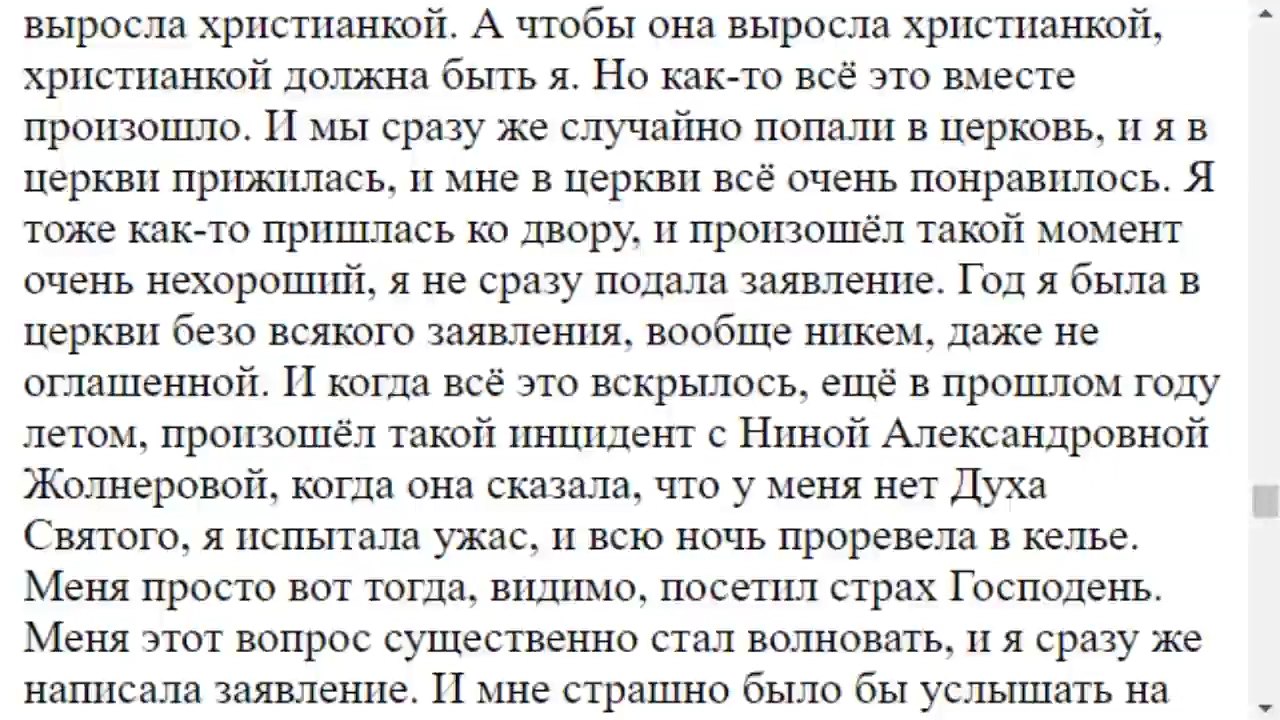 выросла христианкой. А чтобы она выросла христианкой,
христианкой должна быть я. Но как-то всё это вместе
произошло. И мы сразу же случайно попали в церковь, и я в
церкви прижилась, и мне в церкви всё очень понравилось. Я
тоже как-то пришлась ко двору, и произошёл такой момент
очень нехороший, я не сразу подала заявление. Год я была в
церкви безо всякого заявления, вообще никем, даже не
оглашенной. И когда всё это вскрылось, ещё в прошлом году
летом, произошёл такой инцидент с Ниной Александровной
Жолнеровой, когда она сказала, что у меня нет Духа
Святого, я испытала ужас, и всю ночь проревела в келье.
Меня просто вот тогда, видимо, посетил страх Господень.
Меня этот вопрос существенно стал волновать, и я сразу же
написала заявление. И мне страшно было бы услышать на